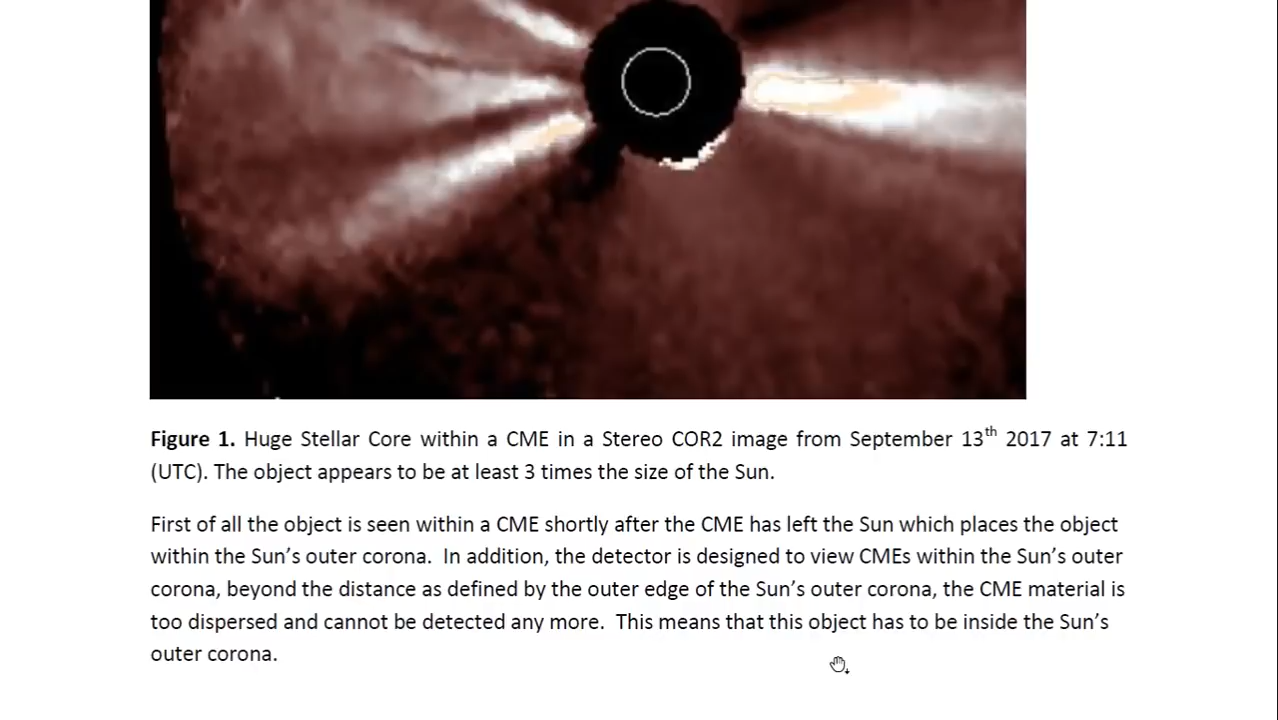 Figure 1. Huge Stellar Core within a CME in a Stereo COR2 image from September 13th 2017 at 7:11
(UTC). The object appears to be at least 3 times the size of the Sun.
First of all the object is seen within a CME shortly after the CME has left the Sun which places the object
within the Sun's outer corona.  In addition, the detector is designed to view CMEs within the Sun's outer
corona, beyond the distance as defined by the outer edge of the Sun's outer corona, the CME material is
too dispersed and cannot be detected any more.  This means that this object has to be inside the Sun's
outer corona.